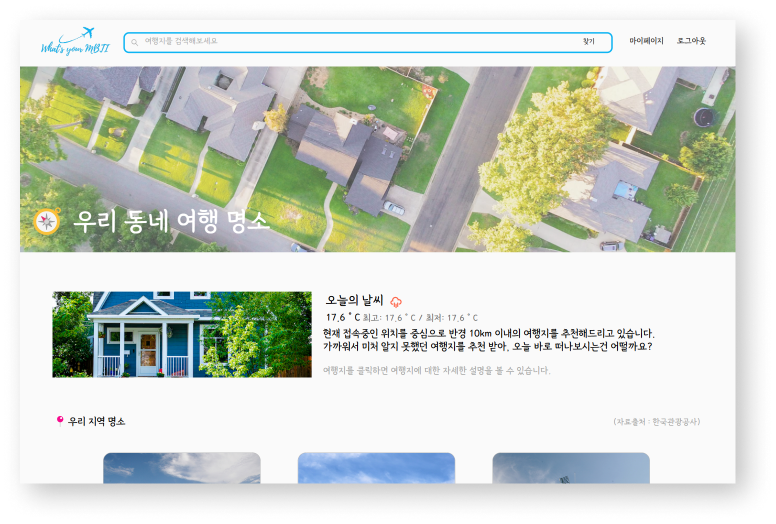 What's your MBTI
여행지를 검색해보세요
찾기
마이페이지
로그아웃
우리 동네 여행 명소
오늘의 날씨
17.6 ° C 최고: 17.6 ° C / 최저: 17.6 ° C
현재 접속중인 위치를 중심으로 반경 10km 이내의 여행지를 추천해드리고 있습니다.
가까워서 미처 알지 못했던 여행지를 추천 받아, 오늘 바로 떠나보시는건 어떨까요?
여행지를 클릭하면 여행지에 대한 자세한 설명을 볼 수 있습니다.
우리 지역 명소
(자료출처 : 한국관광공사)